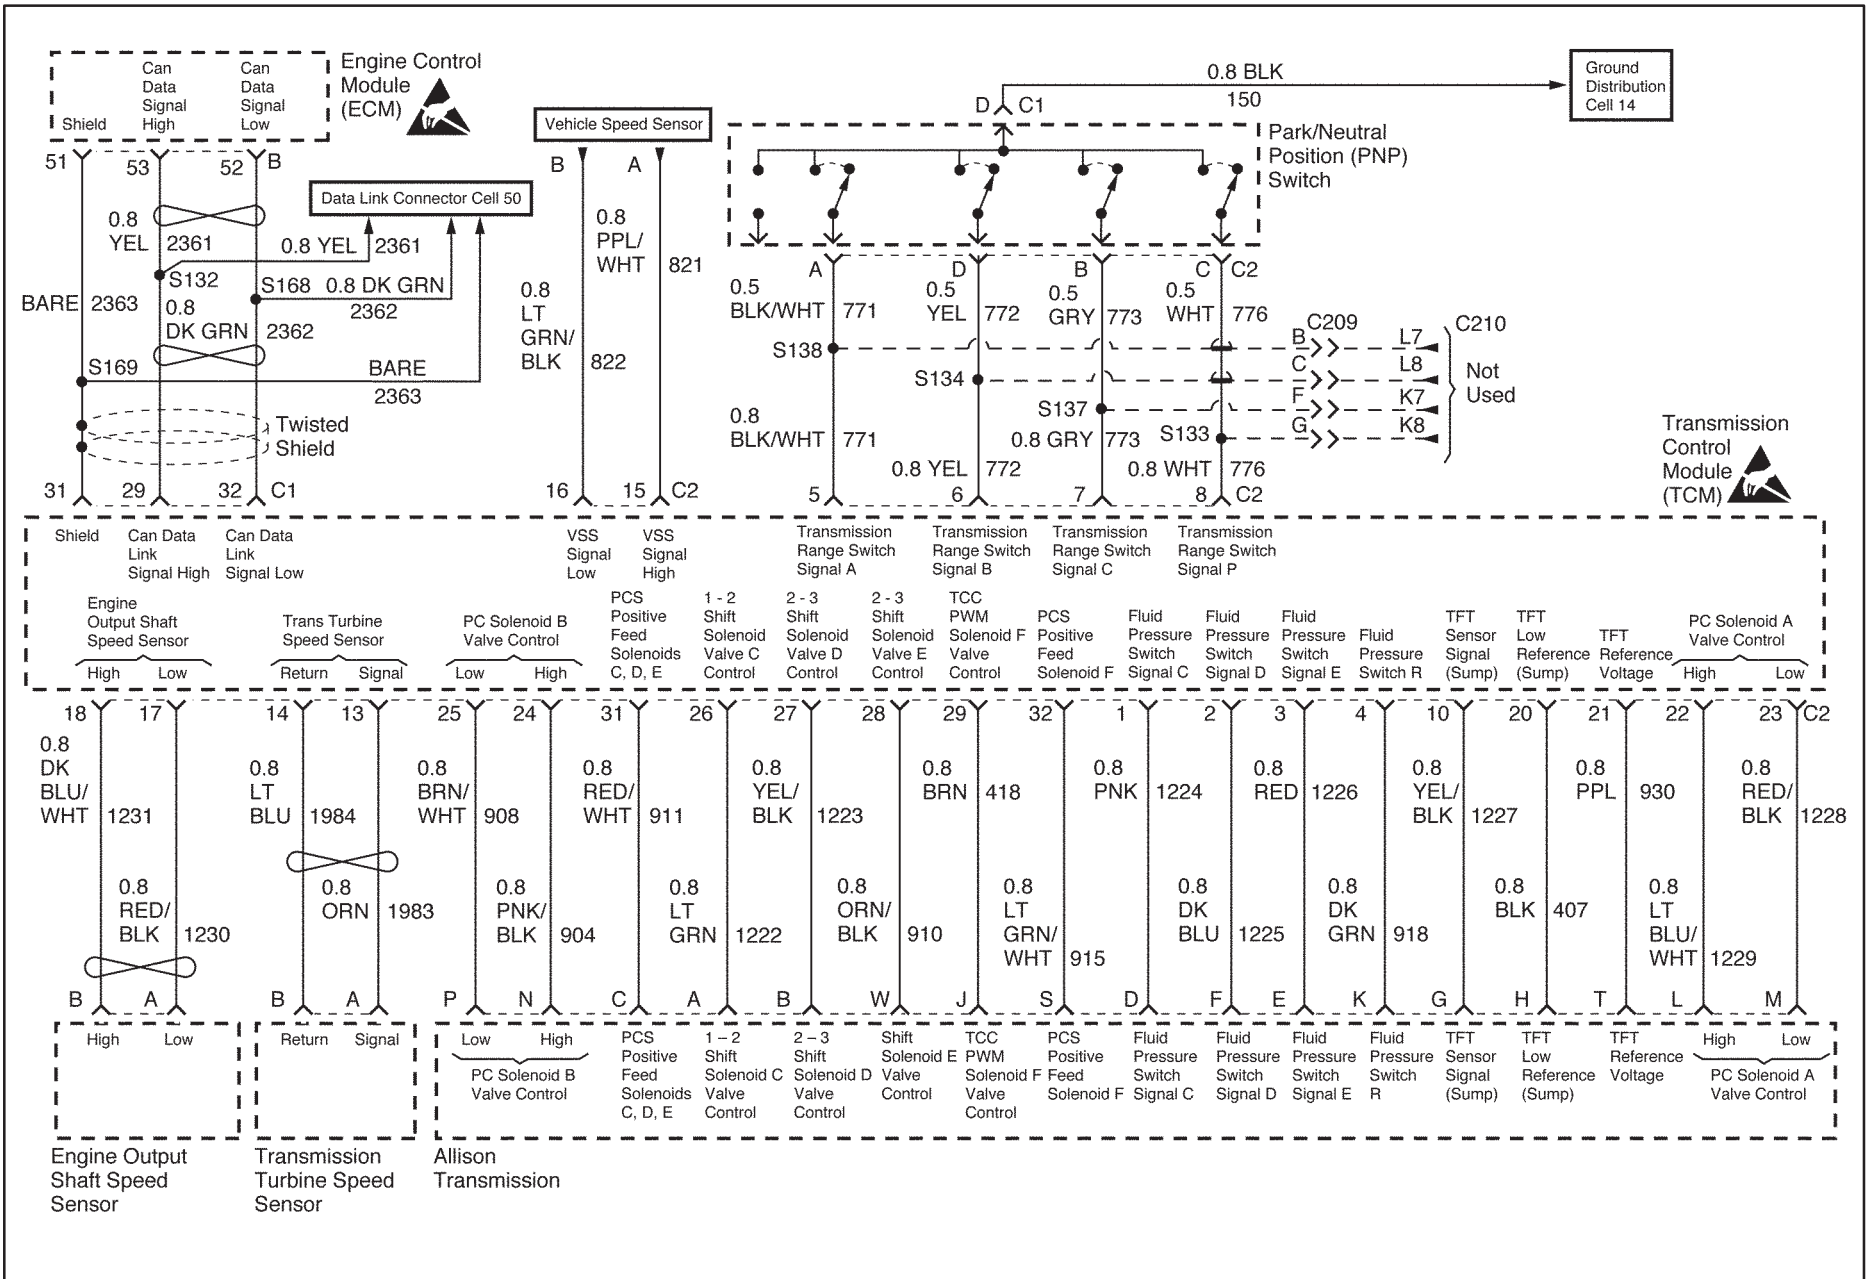 Engine Control
Module
(ECM)
Can
Data
Signal
High
Can
Data
Signal
Low
Shield
51
53
52
B
Vehicle Speed Sensor
B
A
0.8 BLK
150
Ground
Distribution
Cell 14
D
C1
Park/Neutral
Position (PNP)
Switch
Data Link Connector Cell 50
0.8
YEL
2361
0.8 YEL
2361
S132
S168
0.8 DK GRN
2362
BARE
2363
0.8
DK GRN
2362
S169
BARE
2363
Twisted
Shield
31
29
32
C1
0.8
PPL/
WHT
821
0.8
LT
GRN/
BLK
822
16
15
C2
A
D
B
C
C2
0.5
BLK/WHT
771
0.5
YEL
772
0.5
GRY
773
0.5
WHT
776
S138
S134
S137
S133
C209
C210
B
L7
C
L8
F
K7
G
K8
Not
Used
0.8
BLK/WHT
771
0.8 YEL
772
0.8 GRY
773
0.8 WHT
776
5
6
7
8
C2
Transmission
Control
Module
(TCM)
Shield
Can Data
Link
Signal High
Can Data
Link
Signal Low
VSS
Signal
Low
VSS
Signal
High
Transmission
Range Switch
Signal A
Transmission
Range Switch
Signal B
Transmission
Range Switch
Signal C
Transmission
Range Switch
Signal P
Engine
Output Shaft
Speed Sensor
High
Low
Trans Turbine
Speed Sensor
Return
Signal
PC Solenoid B
Valve Control
Low
High
PCS
Positive
Feed
Solenoids
C, D, E
1 - 2
Shift
Solenoid
Valve C
Control
2 - 3
Shift
Solenoid
Valve D
Control
2 - 3
Shift
Solenoid
Valve E
Control
TCC
PWM
Solenoid F
Valve
Control
PCS
Positive
Feed
Solenoid F
Fluid
Pressure
Switch
Signal C
Fluid
Pressure
Switch
Signal D
Fluid
Pressure
Switch
Signal E
Fluid
Pressure
Switch R
TFT
Sensor
Signal
(Sump)
TFT
Low
Reference
(Sump)
TFT
Reference
Voltage
PC Solenoid A
Valve Control
High
Low
18
17
14
13
25
24
31
26
27
28
29
32
1
2
3
4
10
20
21
22
23
C2
0.8
DK
BLU/
WHT
1231
0.8
RED/
BLK
1230
0.8
LT
BLU
1984
0.8
ORN
1983
0.8
BRN/
WHT
908
0.8
PNK/
BLK
904
0.8
RED/
WHT
911
0.8
LT
GRN
1222
0.8
YEL/
BLK
1223
0.8
ORN/
BLK
910
0.8
BRN
418
0.8
LT
GRN/
WHT
915
0.8
PNK
1224
0.8
DK
BLU
1225
0.8
RED
1226
0.8
DK
GRN
918
0.8
YEL/
BLK
1227
0.8
BLK
407
0.8
PPL
930
0.8
LT
BLU/
WHT
1229
0.8
RED/
BLK
1228
B
A
B
A
P
N
C
A
B
W
J
S
D
F
E
K
G
H
T
L
M
High
Low
Return
Signal
Low
High
PC Solenoid B
Valve Control
PCS
Positive
Feed
Solenoids
C, D, E
1 – 2
Shift
Solenoid C
Valve
Control
2 – 3
Shift
Solenoid D
Valve
Control
Shift
Solenoid E
Valve
Control
TCC
PWM
Solenoid F
Valve
Control
PCS
Positive
Feed
Solenoid F
Fluid
Pressure
Switch
Signal C
Fluid
Pressure
Switch
Signal D
Fluid
Pressure
Switch
Signal E
Fluid
Pressure
Switch
R
TFT
Sensor
Signal
(Sump)
TFT
Low
Reference
(Sump)
TFT
Reference
Voltage
High
Low
PC Solenoid A
Valve Control
Engine Output
Shaft Speed
Sensor
Transmission
Turbine Speed
Sensor
Allison
Transmission